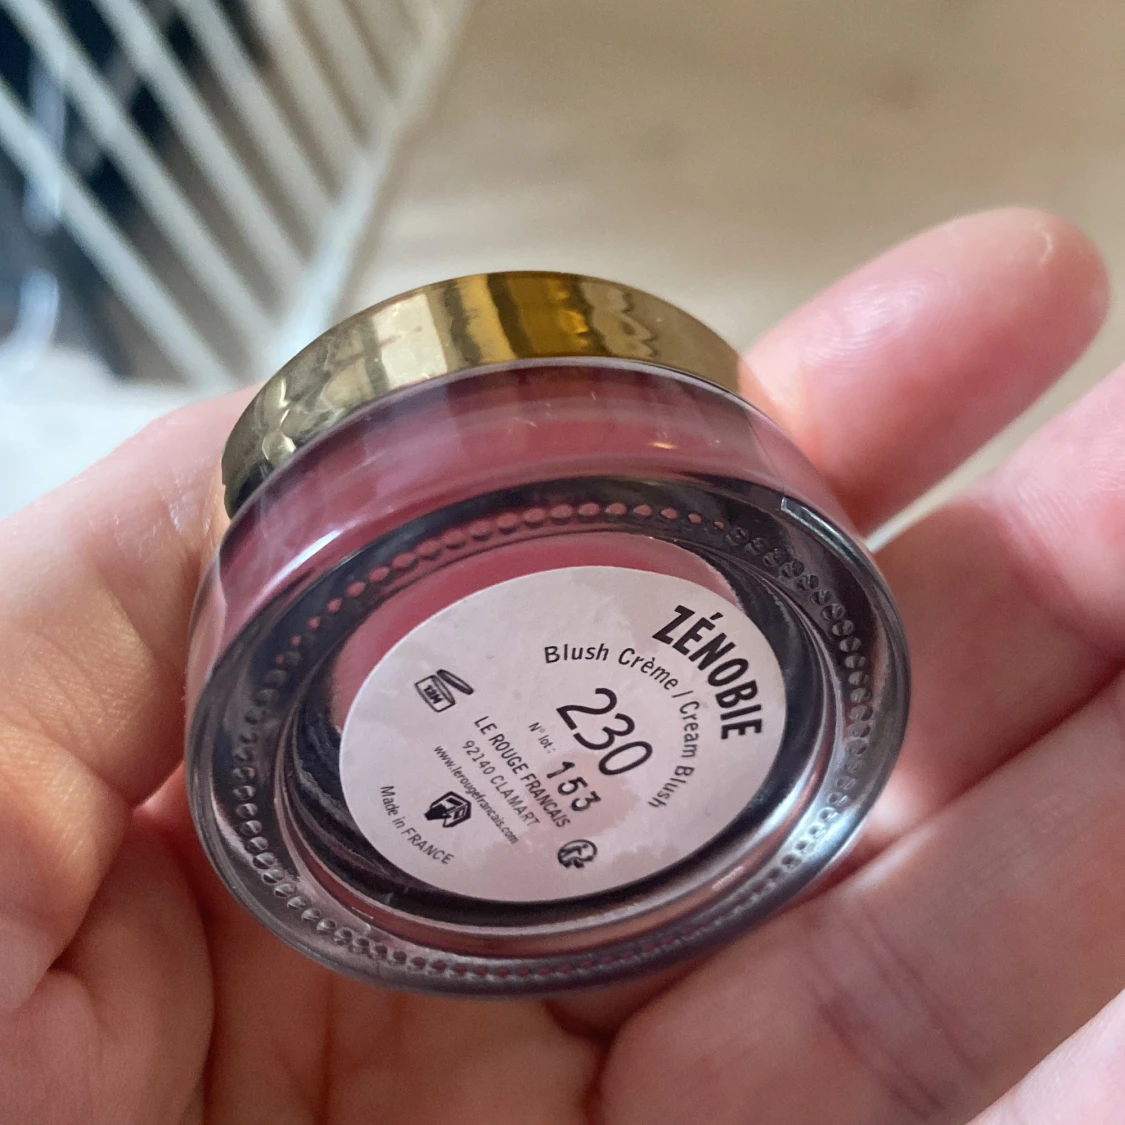 ZÉNOBIE
Blush Crème / Cream Blush
230
N° lot: 153
LE ROUGE FRANÇAIS
92140 CLAMART
www.lerougefrancais.com
Made in FRANCE